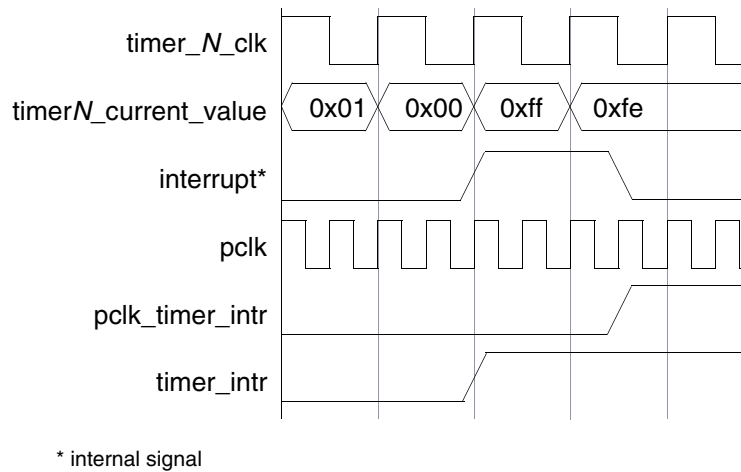 timer_N_clk
timerN_current_value
0x01 0x00 0xff 0xfe
interrupt*
pclk
pclk_timer_intr
timer_intr
* internal signal